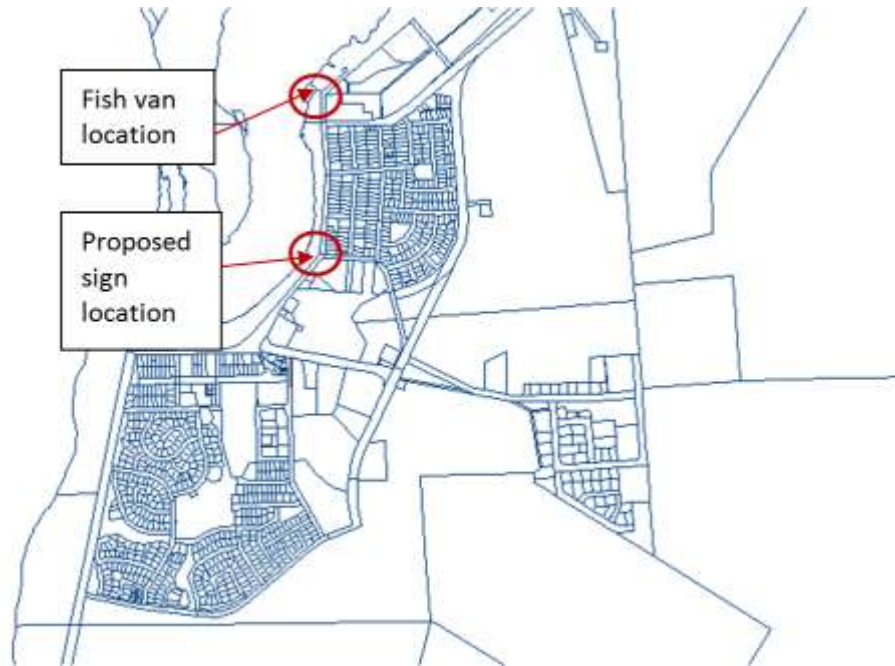 Fish van
location
Proposed
sign
location